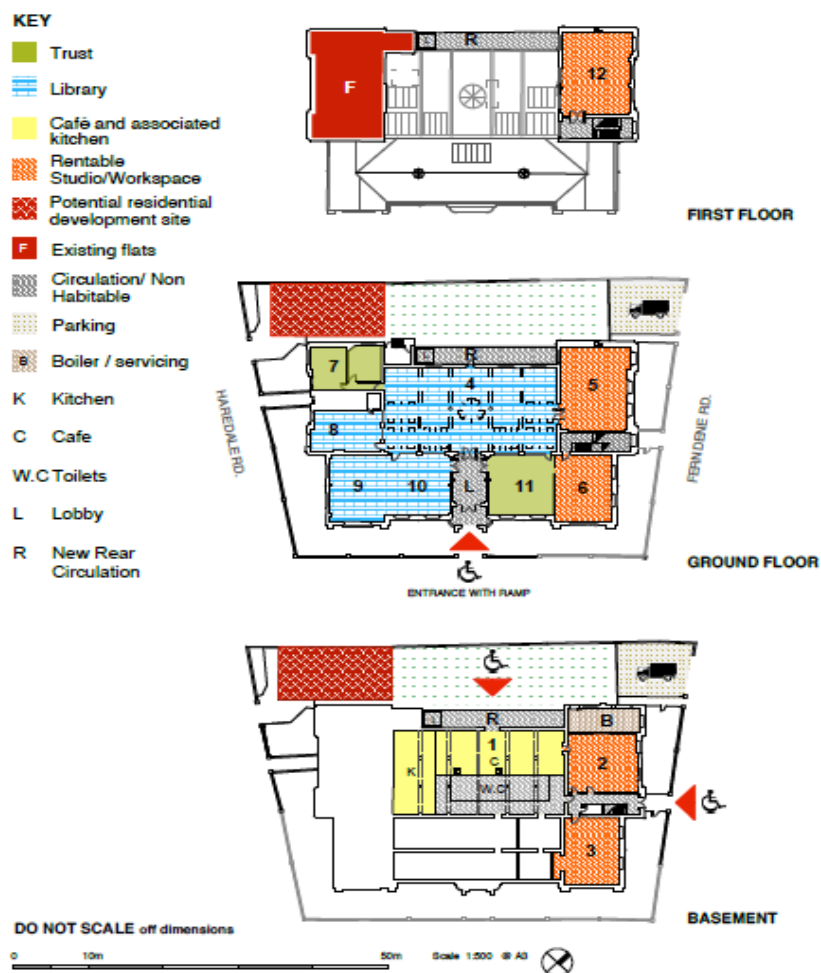 KEY
Trust
Library
Café and associated
kitchen
Rentable
Studio/Workspace
Potential residential
development site
F Existing flats
Circulation/ Non
Habitable
Parking
B Boiler / servicing
K Kitchen
C Cafe
W.C Toilets
L Lobby
R New Rear
Circulation
R
F
12
FIRST FLOOR
HAREDALE RD.
FERNDENE RD.
R
7
4
5
8
9
10
L
11
6
GROUND FLOOR
ENTRANCE WITH RAMP
R
B
1
C
2
K
W.C
3
BASEMENT
DO NOT SCALE off dimensions
0 10m 50m Scale 1:500 @ A3